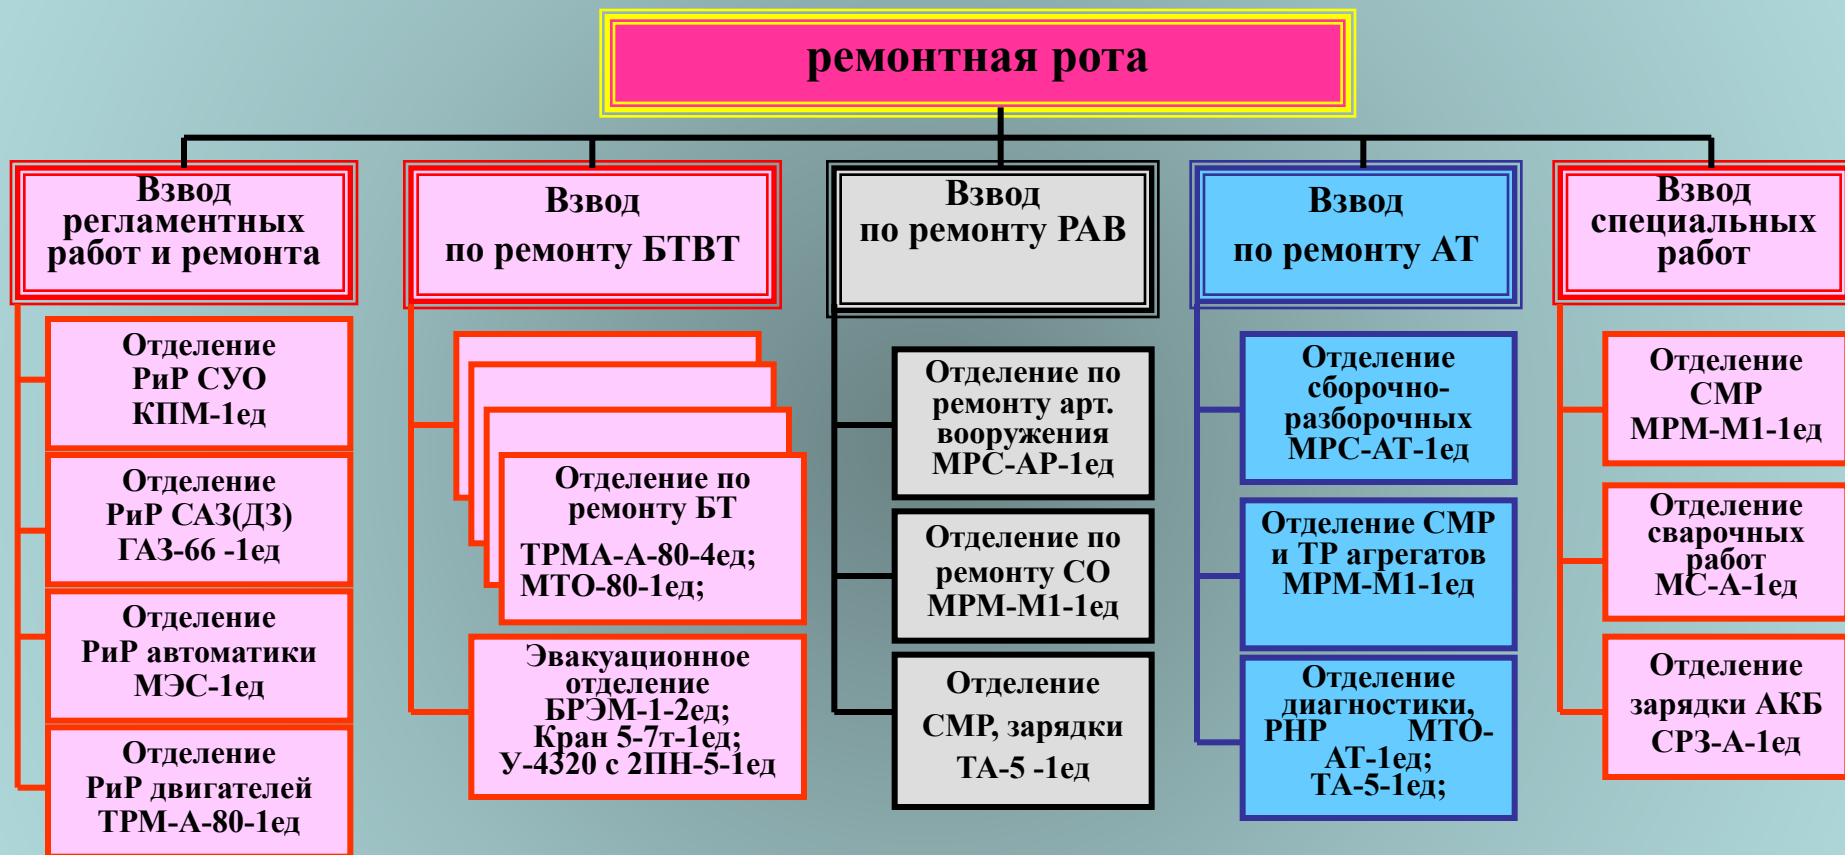 ремонтная рота
Взвод
регламентных
работ и ремонта
Отделение
РиР СУО
КПМ-1ед
Отделение
РиР САЗ(ДЗ)
ГАЗ-66 -1ед
Отделение
РиР автоматики
МЭС-1ед
Отделение
РиР двигателей
ТРМ-А-80-1ед
Взвод
по ремонту БТВТ
Отделение по
ремонту БТ
ТРМА-А-80-4ед;
МТО-80-1ед;
Эвакуационное
отделение
БРЭМ-1-2ед;
Кран 5-7т-1ед;
У-4320 с 2ПН-5-1ед
Взвод
по ремонту РАВ
Отделение по
ремонту арт.
вооружения
МРС-АР-1ед
Отделение по
ремонту СО
МРМ-М1-1ед
Отделение
СМР, зарядки
ТА-5 -1ед
Взвод
по ремонту АТ
Отделение
сборочно-
разборочных
МРС-АТ-1ед
Отделение СМР
и ТР агрегатов
МРМ-М1-1ед
Отделение
диагностики,
РНР МТО-
АТ-1ед;
ТА-5-1ед;
Взвод
специальных
работ
Отделение
СМР
МРМ-М1-1ед
Отделение
сварочных
работ
МС-А-1ед
Отделение
зарядки АКБ
СРЗ-А-1ед